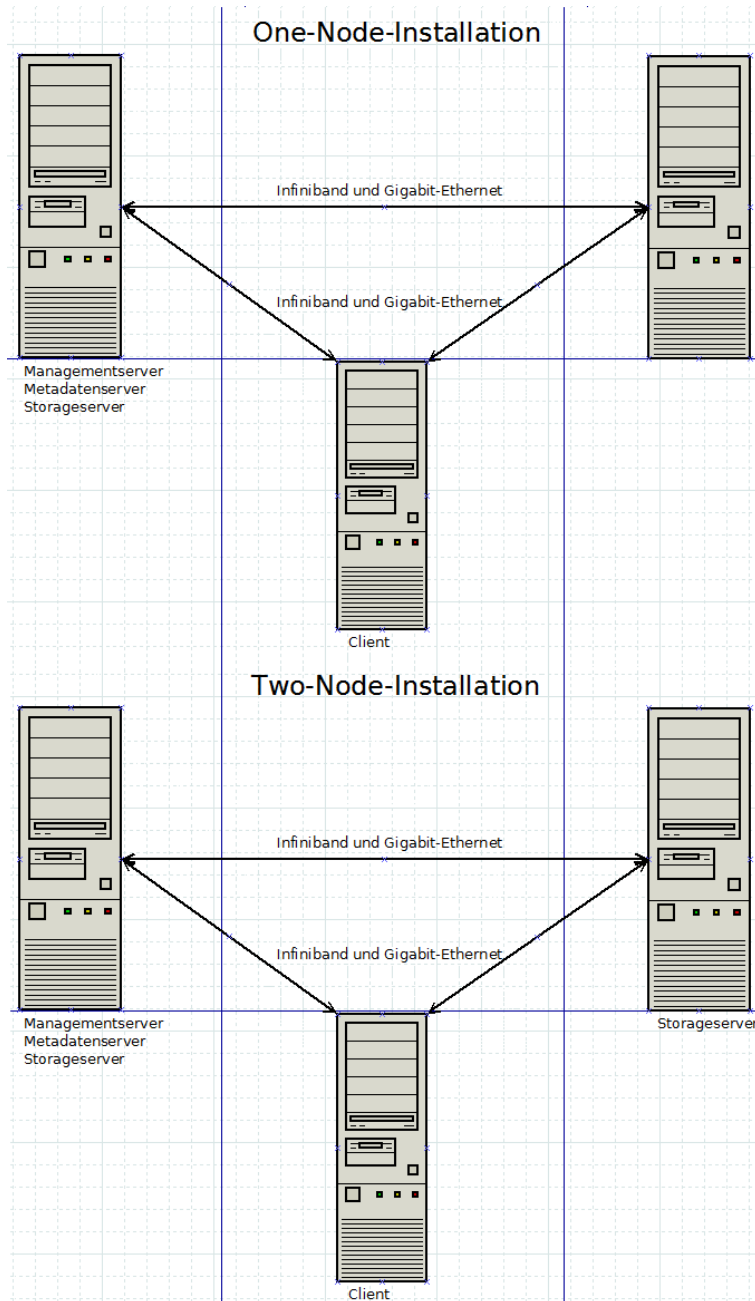 One-Node-Installation
Infiniband und Gigabit-Ethernet
Infiniband und Gigabit-Ethernet
Managementserver
Metadatenserver
Storageserver
Client
Two-Node-Installation
Infiniband und Gigabit-Ethernet
Infiniband und Gigabit-Ethernet
Managementserver
Metadatenserver
Storageserver
Storageserver
Client